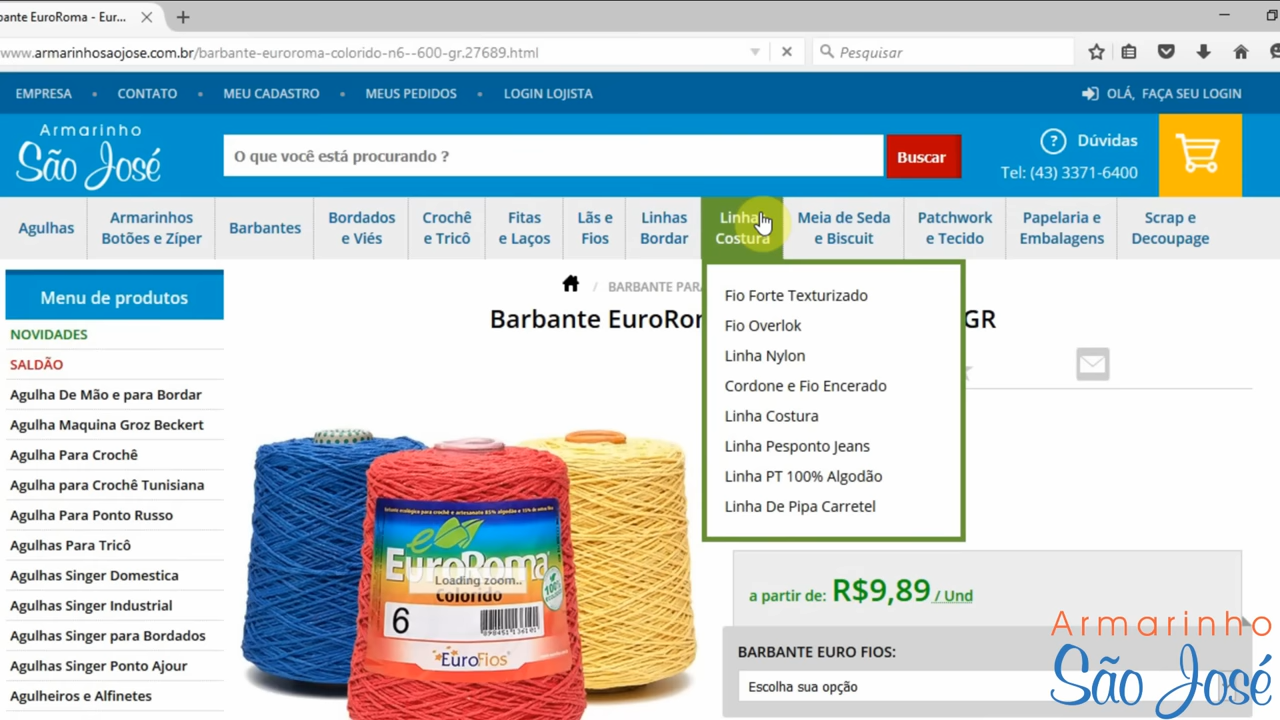 bante EuroRoma - Eur...
www.armarinhosaojose.com.br/barbante-euroroma-colorido-n6--600-gr.27689.html
Pesquisar
EMPRESA • CONTATO • MEU CADASTRO • MEUS PEDIDOS • LOGIN LOJISTA
OLÁ, FAÇA SEU LOGIN
Armarinho
São José
O que você está procurando ?
Buscar
? Dúvidas
Tel: (43) 3371-6400
Agulhas
Armarinhos
Botões e Zíper
Barbantes
Bordados
e Viés
Crochê
e Tricô
Fitas
e Laços
Lãs e
Fios
Linhas
Bordar
Linha
Costura
Meia de Seda
e Biscuit
Patchwork
e Tecido
Papelaria e
Embalagens
Scrap e
Decoupage
Menu de produtos
NOVIDADES
SALDÃO
Agulha De Mão e para Bordar
Agulha Maquina Groz Beckert
Agulha Para Crochê
Agulha para Crochê Tunisiana
Agulha Para Ponto Russo
Agulhas Para Tricô
Agulhas Singer Domestica
Agulhas Singer Industrial
Agulhas Singer para Bordados
Agulhas Singer Ponto Ajour
Agulheiros e Alfinetes
/ BARBANTE PARA
Barbante EuroRom
GR
Fio Forte Texturizado
Fio Overlok
Linha Nylon
Cordone e Fio Encerado
Linha Costura
Linha Pesponto Jeans
Linha PT 100% Algodão
Linha De Pipa Carretel
EuroRoma
Loading zoom..
Colorido
100%
6
EuroFios
a partir de: R$9,89 / Und
BARBANTE EURO FIOS:
Escolha sua opção
Armarinho
São José